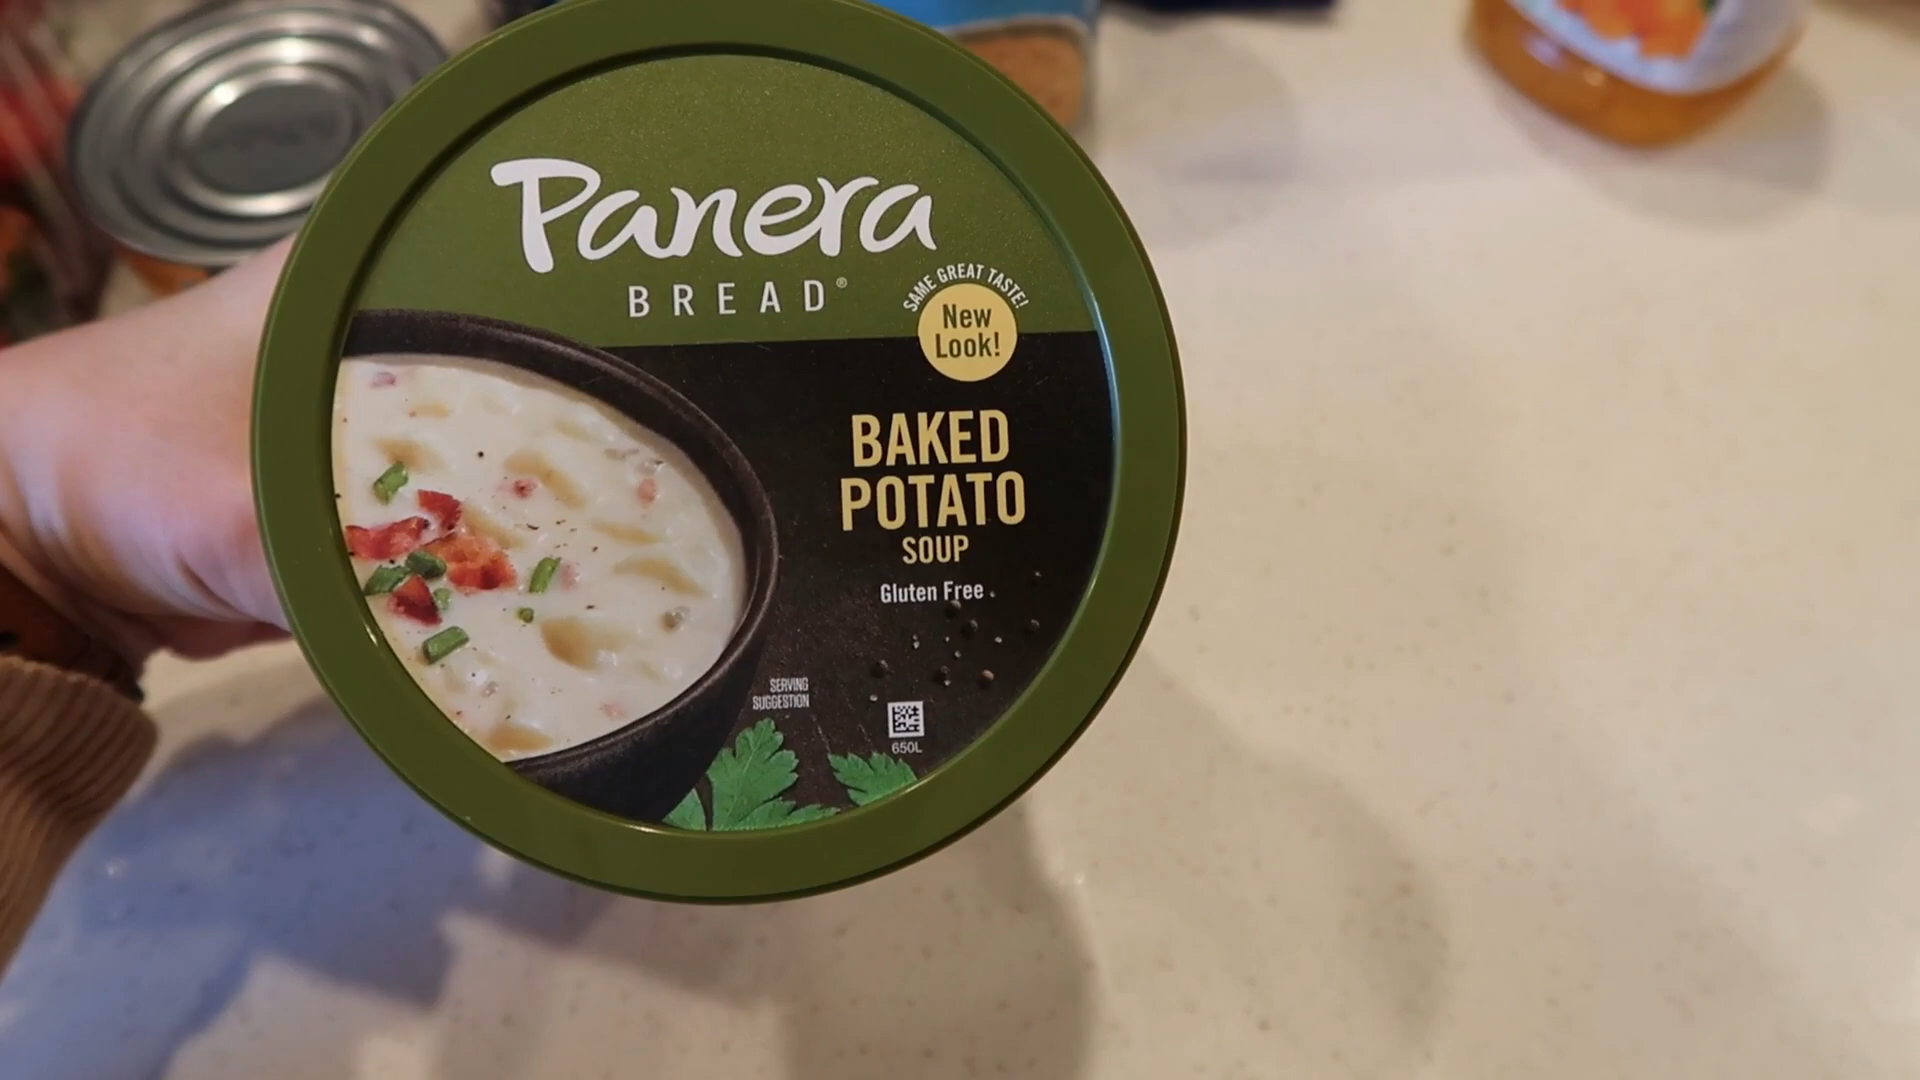 Panera
BREAD®
SAME GREAT TASTE!
New
Look!
BAKED
POTATO
SOUP
Gluten Free
SERVING
SUGGESTION
650L